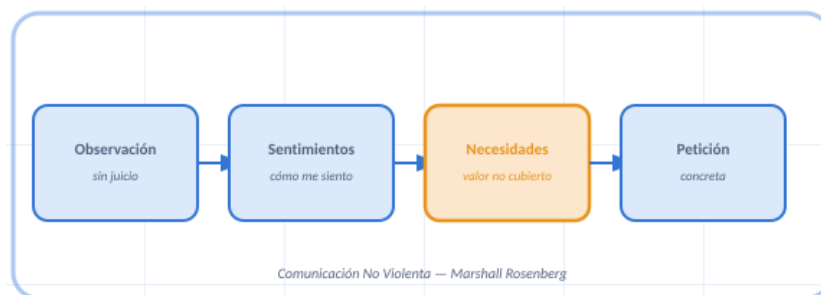 Observación
sin juicio
Sentimientos
cómo me siento
Necesidades
valor no cubierto
Petición
concreta
Comunicación No Violenta — Marshall Rosenberg